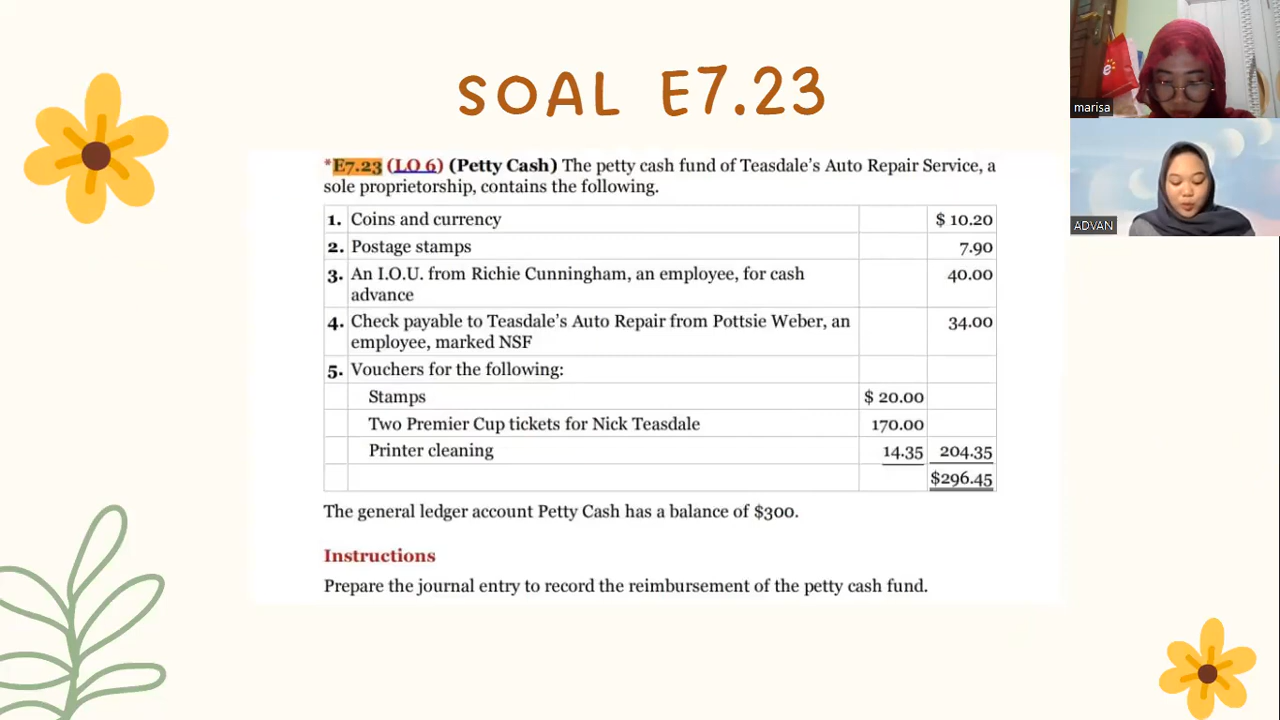 SOAL E7.23
*E7.23 (LO 6) (Petty Cash) The petty cash fund of Teasdale's Auto Repair Service, a
sole proprietorship, contains the following.
1. Coins and currency $ 10.20
2. Postage stamps 7.90
3. An I.O.U. from Richie Cunningham, an employee, for cash 40.00
advance
4. Check payable to Teasdale's Auto Repair from Pottsie Weber, an 34.00
employee, marked NSF
5. Vouchers for the following:
Stamps $ 20.00
Two Premier Cup tickets for Nick Teasdale 170.00
Printer cleaning 14.35 204.35
$296.45
The general ledger account Petty Cash has a balance of $300.
Instructions
Prepare the journal entry to record the reimbursement of the petty cash fund.
marisa
ADVAN